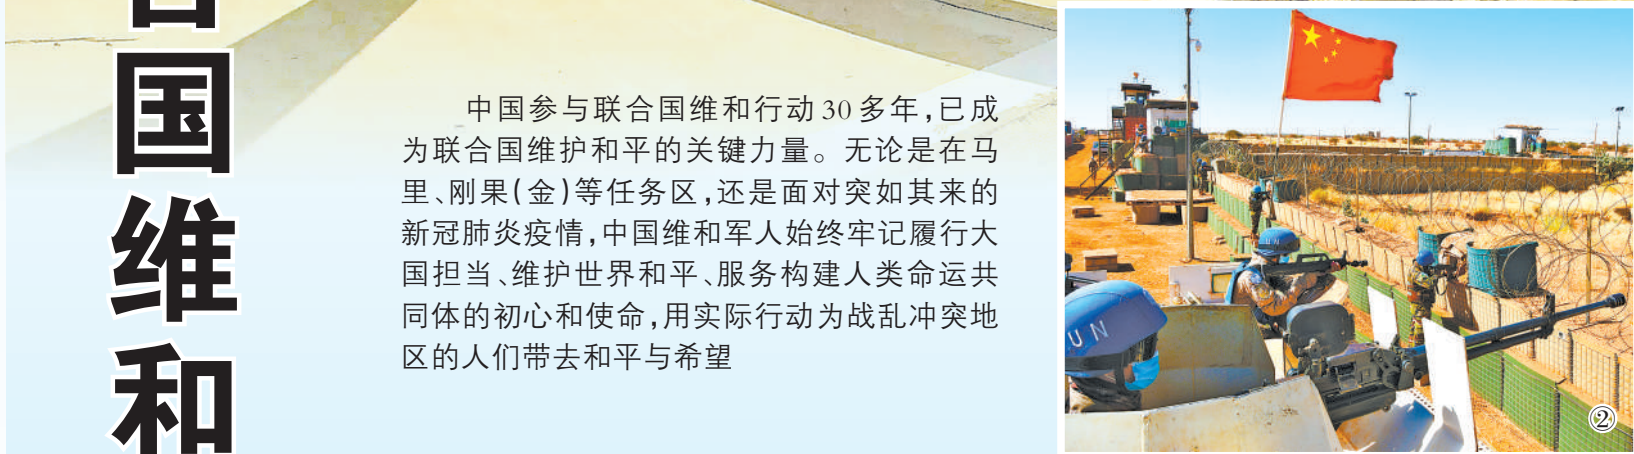 国
维
和
中国参与联合国维和行动30多年,已成
为联合国维护和平的关键力量。无论是在马
里、刚果(金)等任务区,还是面对突如其来的
新冠肺炎疫情,中国维和军人始终牢记履行大
国担当、维护世界和平、服务构建人类命运共
同体的初心和使命,用实际行动为战乱冲突地
区的人们带去和平与希望
UN
UN
②